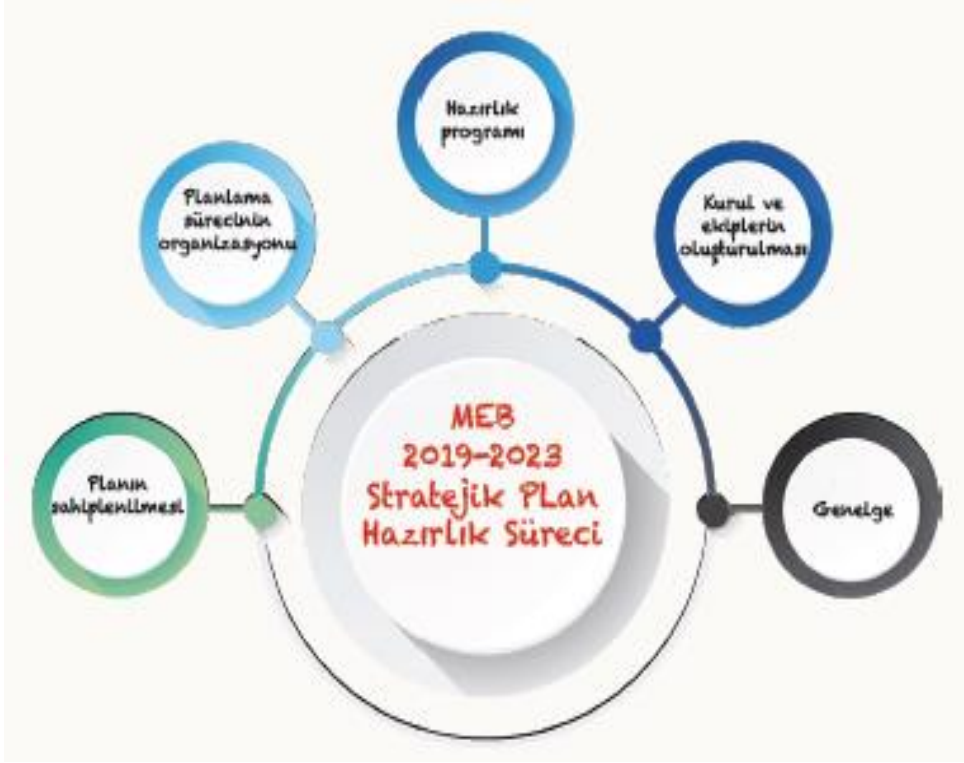 Hazırlık
programı
Planlama
sürecinin
organizasyonu
Kurul ve
ekiplerin
oluşturulması
MEB
2019-2023
Stratejik Plan
Hazırlık Süreci
Planın
sahiplenilmesi
Genelge